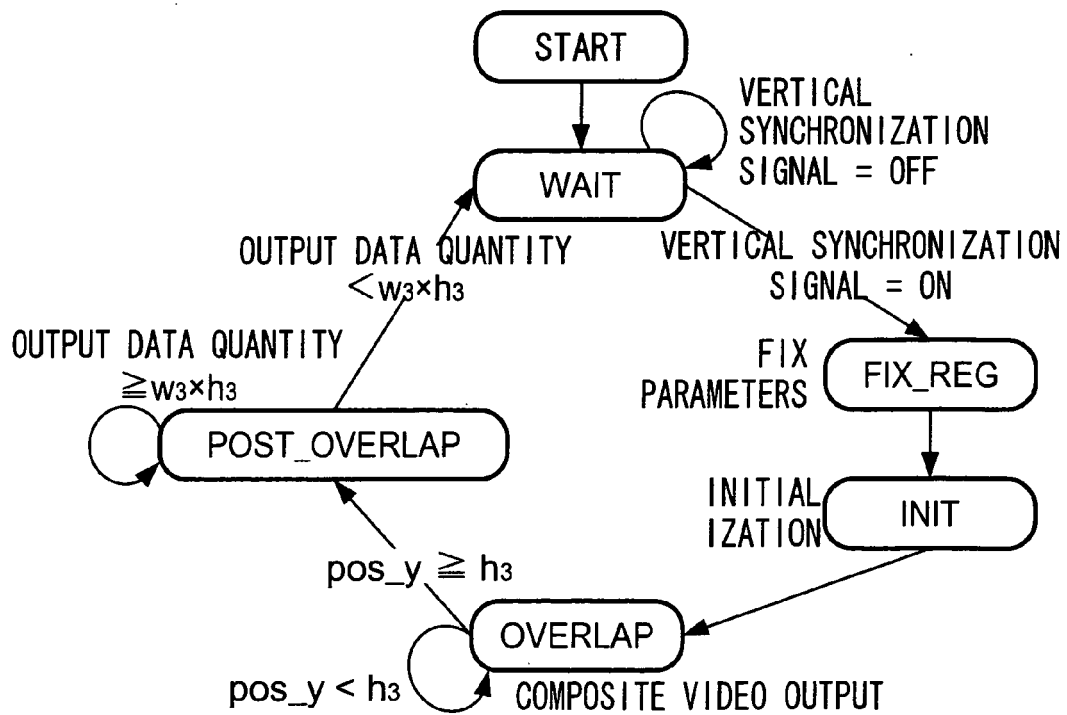 START
VERTICAL
SYNCHRONIZATION
SIGNAL = OFF
WAIT
OUTPUT DATA QUANTITY
<w3×h3
VERTICAL SYNCHRONIZATION
SIGNAL = ON
OUTPUT DATA QUANTITY
≧w3×h3
FIX
PARAMETERS
FIX_REG
POST_OVERLAP
INITIAL
IZATION
INIT
pos_y ≧ h3
OVERLAP
pos_y < h3
COMPOSITE VIDEO OUTPUT